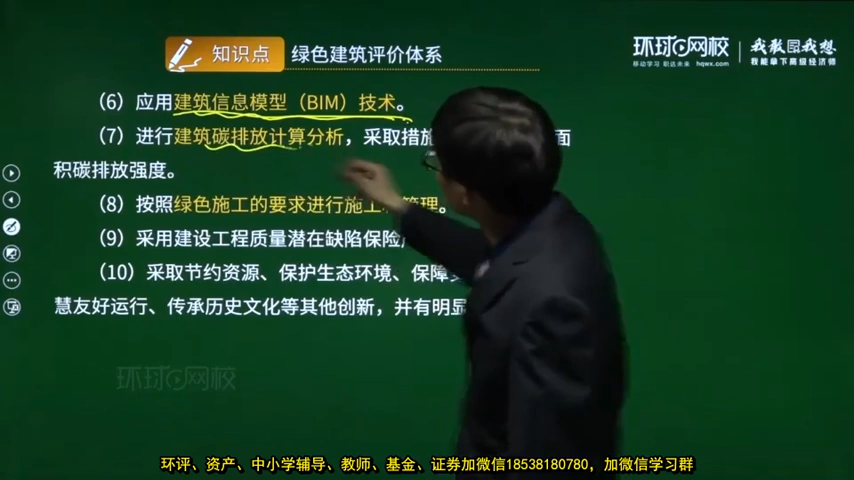 知识点 绿色建筑评价体系
环球网校
移动学习 职达未来 hqwx.com
我敢我想
我能拿下高级经济师
（6）应用建筑信息模型（BIM）技术。
（7）进行建筑碳排放计算分析，采取措 面
积碳排放强度。
（8）按照绿色施工的要求进行施工 管理。
（9）采用建设工程质量潜在缺陷保险
（10）采取节约资源、保护生态环境、保障
慧友好运行、传承历史文化等其他创新，并有明显
环球网校
环评、资产、中小学辅导、教师、基金、证券加微信18538180780，加微信学习群